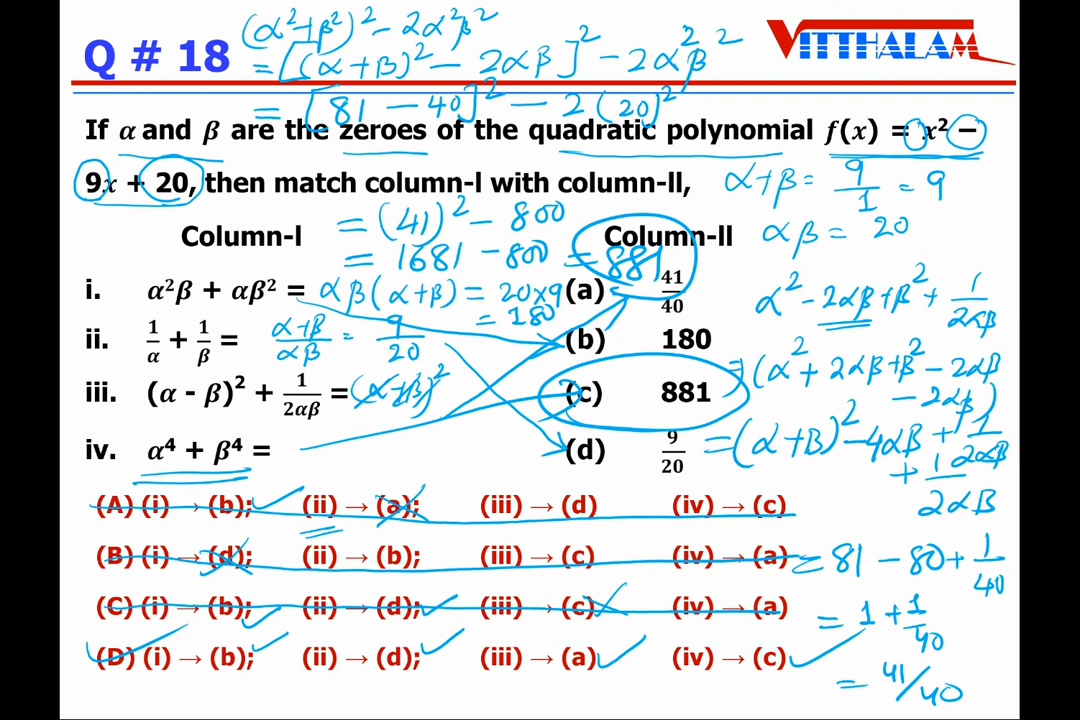 (α²+β²)² - 2α²β²
VITTHALAM
Q # 18
= [(α+β)² - 2αβ]² - 2α²β²
= [81 - 40]² - 2(20)²
If α and β are the zeroes of the quadratic polynomial f(x) = x² −
9x + 20, then match column-I with column-II,
α+β = 9/1 = 9
= (41)² - 800
Column-I
Column-II
αβ = 20
= 1681 - 800 = 881
i. α²β + αβ² =
αβ(α+β) = 20×9
= 180
(a) 41/40
α² - 2αβ + β² + 1/2αβ
ii. 1/α + 1/β =
α+β/αβ = 9/20
(b) 180
= (α² + 2αβ + β² - 2αβ
- 2αβ) + 1/2αβ
iii. (α - β)² + 1/2αβ =
(α+β)²
(c) 881
iv. α⁴ + β⁴ =
(d) 9/20
= (α+β)² - 4αβ
+ 1/2αβ
(A) (i) → (b); (ii) → (a); (iii) → (d) (iv) → (c)
(B) (i) → (d); (ii) → (b); (iii) → (c) (iv) → (a)
= 81 - 80 + 1/40
(C) (i) → (b); (ii) → (d); (iii) → (c) (iv) → (a)
= 1 + 1/40
(D) (i) → (b); (ii) → (d); (iii) → (a) (iv) → (c)
= 41/40